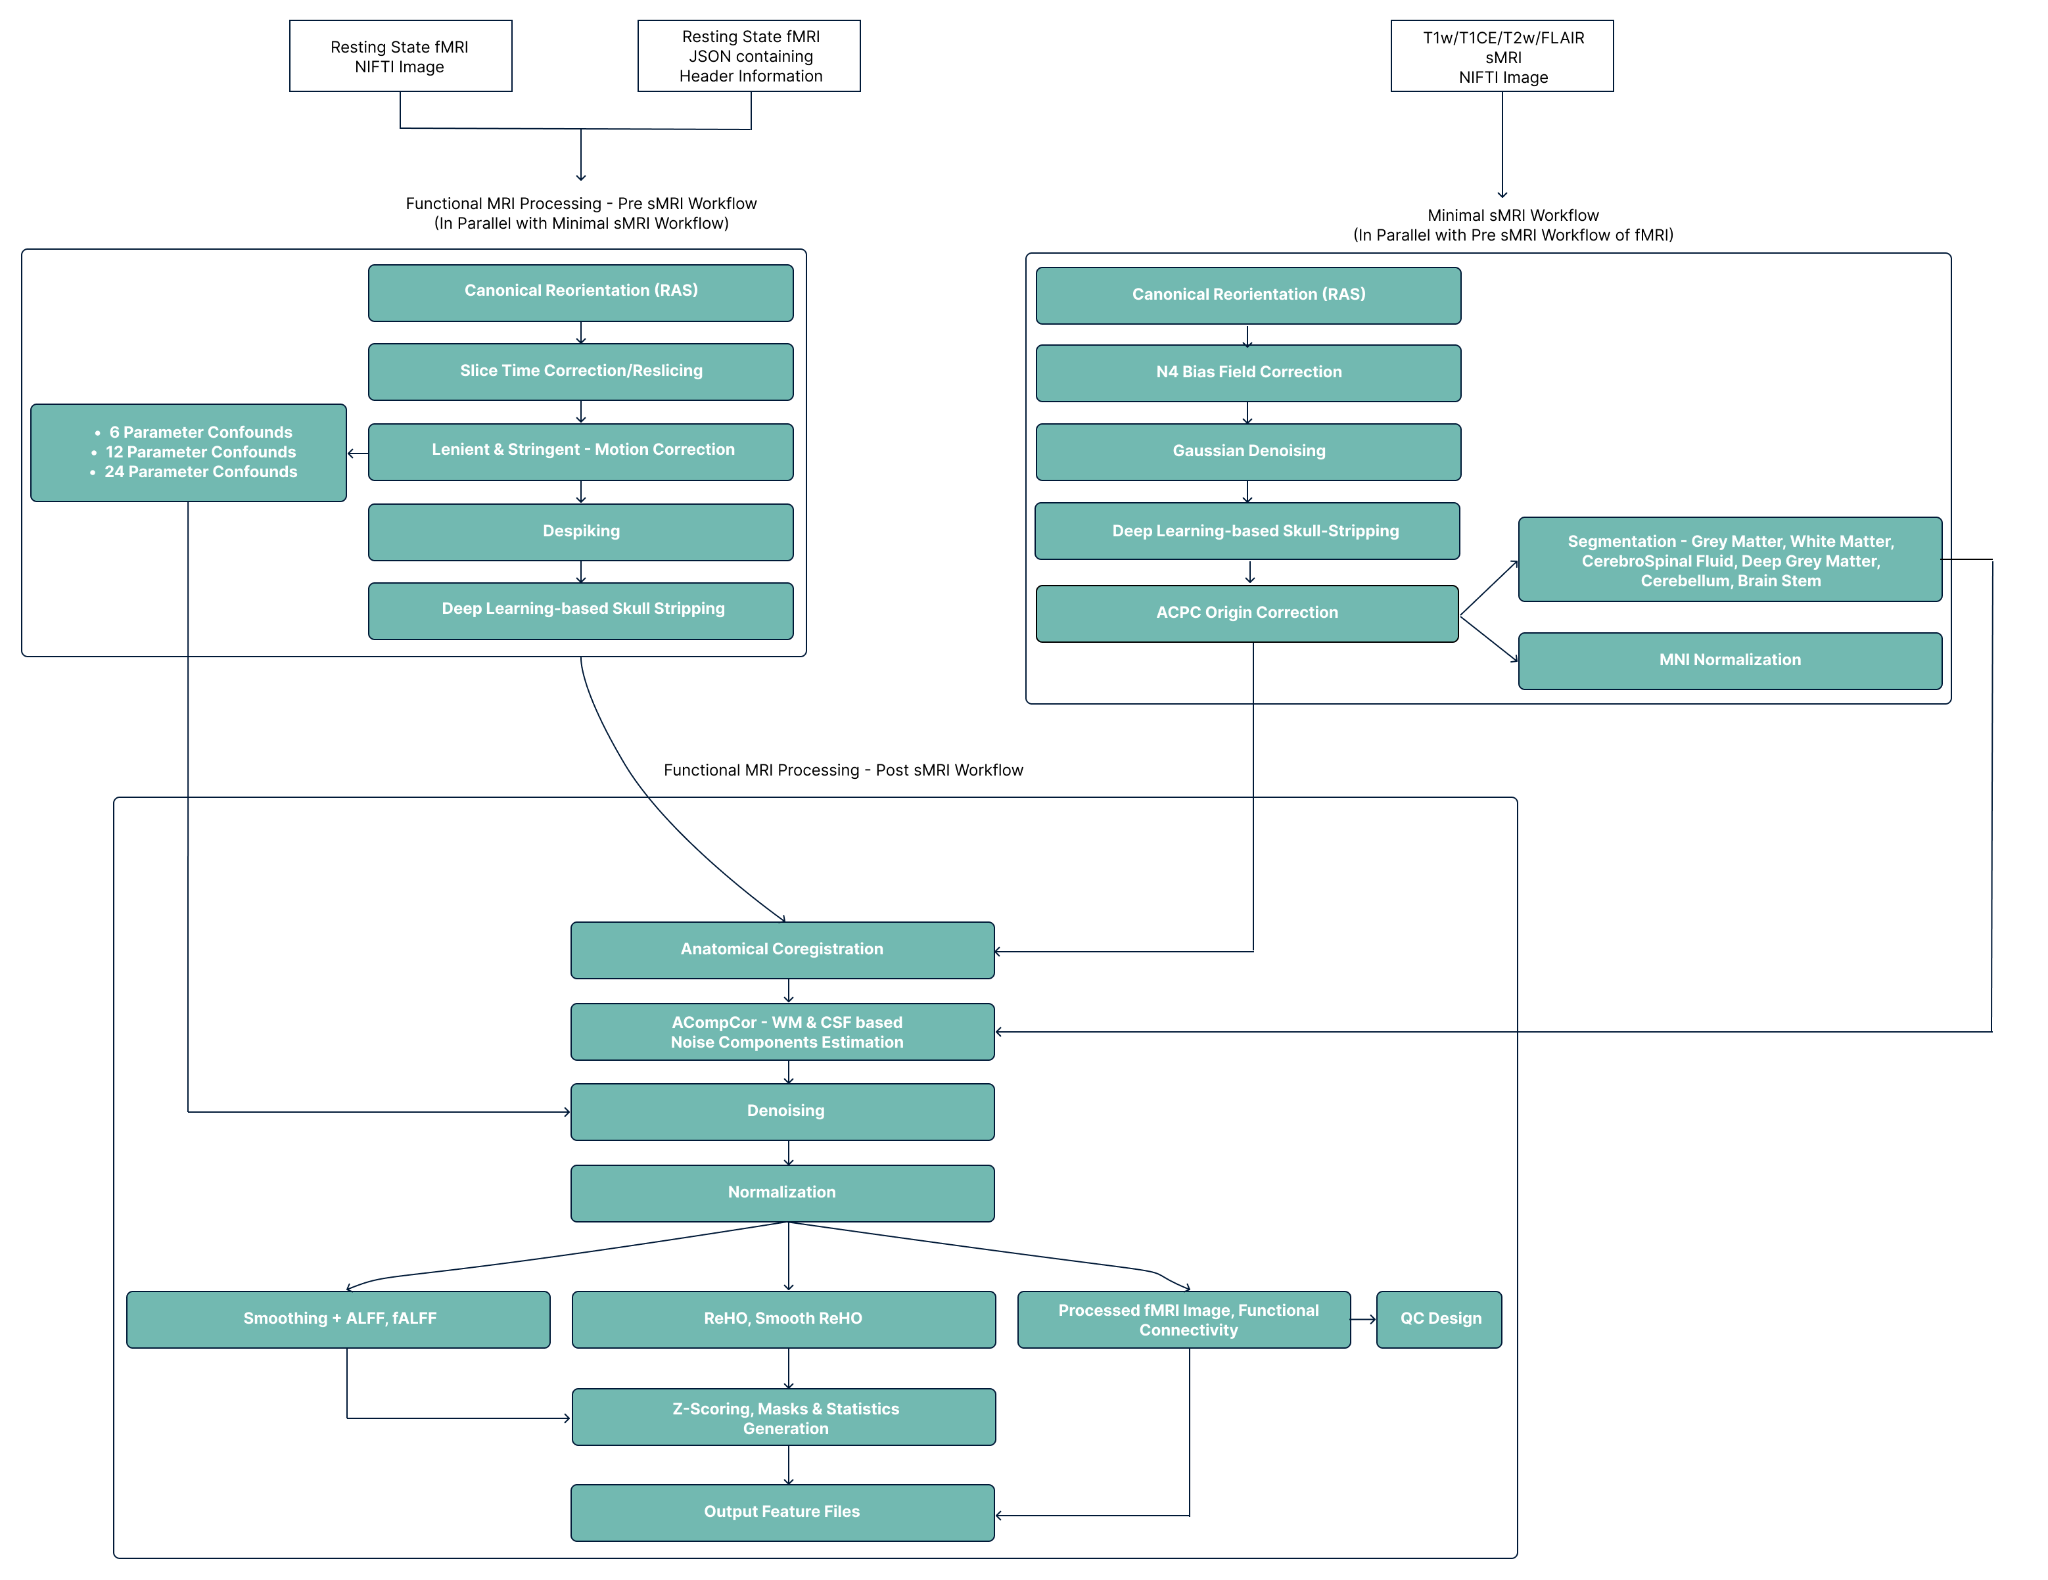 Resting State fMRI
NIFTI Image
Resting State fMRI
JSON containing
Header Information
T1w/T1CE/T2w/FLAIR
sMRI
NIFTI Image
Functional MRI Processing - Pre sMRI Workflow
(In Parallel with Minimal sMRI Workflow)
Canonical Reorientation (RAS)
Slice Time Correction/Reslicing
Lenient & Stringent - Motion Correction
• 6 Parameter Confounds
• 12 Parameter Confounds
• 24 Parameter Confounds
Despiking
Deep Learning-based Skull Stripping
Minimal sMRI Workflow
(In Parallel with Pre sMRI Workflow of fMRI)
Canonical Reorientation (RAS)
N4 Bias Field Correction
Gaussian Denoising
Deep Learning-based Skull-Stripping
ACPC Origin Correction
Segmentation - Grey Matter, White Matter,
CerebroSpinal Fluid, Deep Grey Matter,
Cerebellum, Brain Stem
MNI Normalization
Functional MRI Processing - Post sMRI Workflow
Anatomical Coregistration
ACompCor - WM & CSF based
Noise Components Estimation
Denoising
Normalization
Smoothing + ALFF, fALFF
ReHO, Smooth ReHO
Processed fMRI Image, Functional
Connectivity
QC Design
Z-Scoring, Masks & Statistics
Generation
Output Feature Files